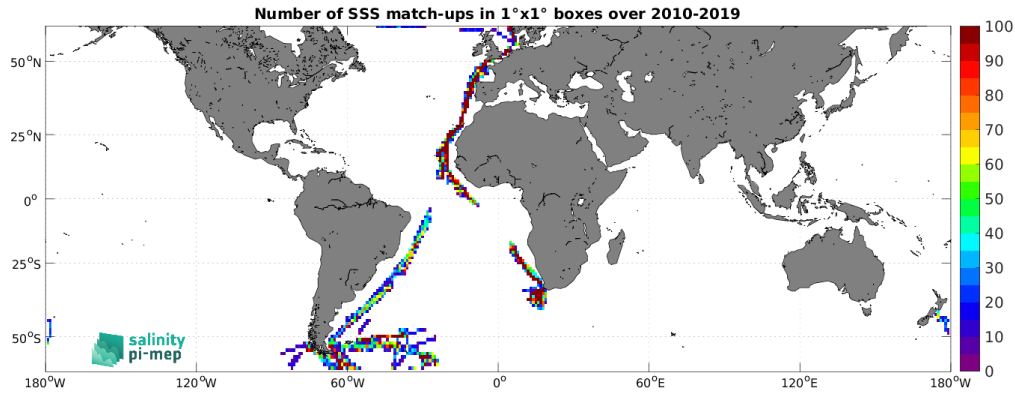 Number of SSS match-ups in 1°x1° boxes over 2010-2019
50°N
25°N
0°
25°S
50°S
180°W
120°W
60°W
0°
60°E
120°E
180°W
100
90
80
70
60
50
40
30
20
10
0
salinity
pi-mep